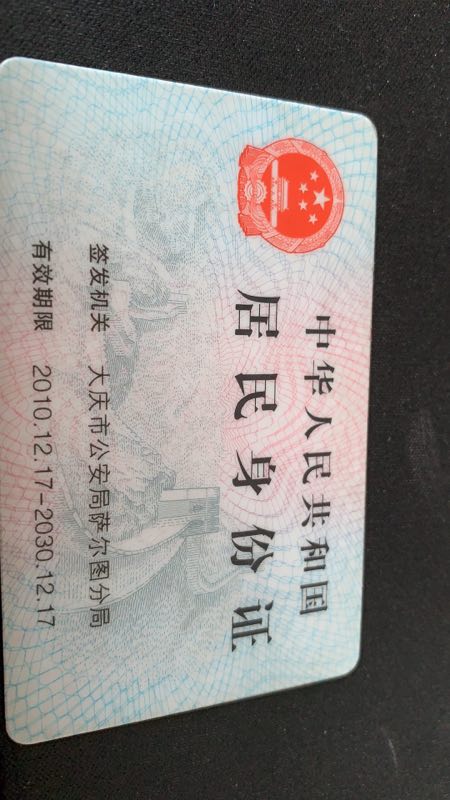 中华人民共和国
居民身份证
签发机关 大庆市公安局萨尔图分局
有效期限 2010.12.17-2030.12.17